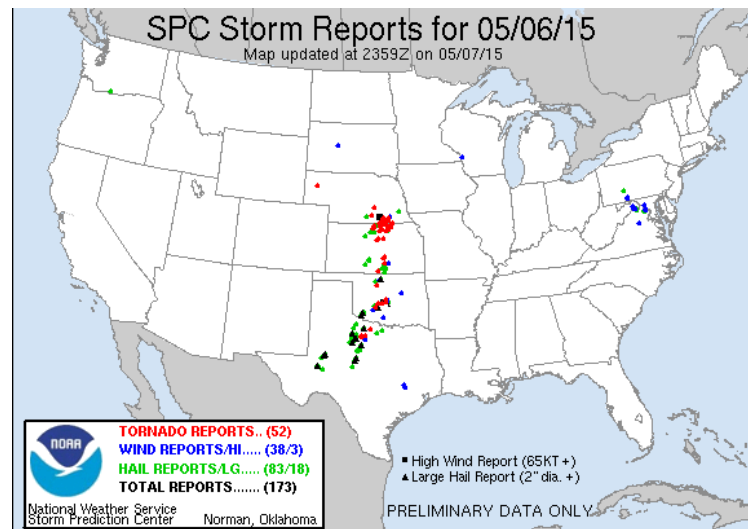 SPC Storm Reports for 05/06/15
Map updated at 2359Z on 05/07/15
TORNADO REPORTS.. (52)
WIND REPORTS/HI..... (38/3)
HAIL REPORTS/LG..... (83/18)
TOTAL REPORTS....... (173)
NOAA
National Weather Service
Storm Prediction Center Norman, Oklahoma
High Wind Report (65KT +)
Large Hail Report (2" dia. +)
PRELIMINARY DATA ONLY